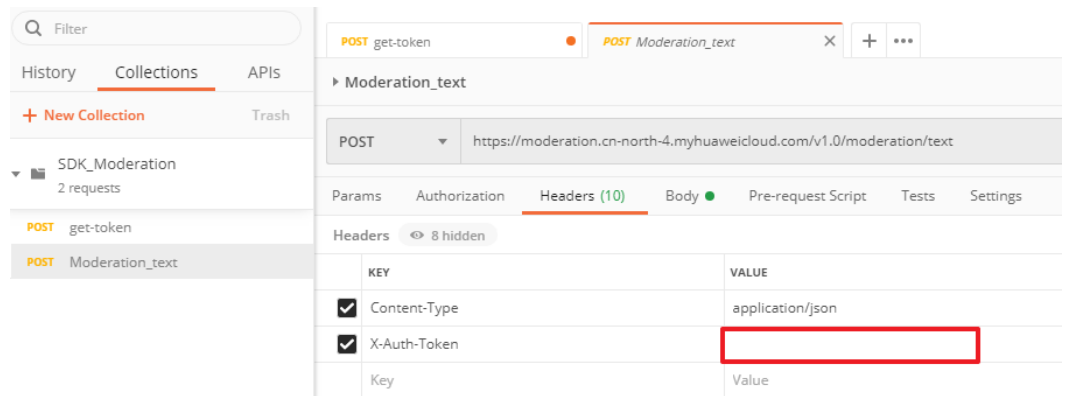 Filter
History Collections APIs
+ New Collection Trash
SDK_Moderation
2 requests
POST get-token
POST Moderation_text
POST get-token POST Moderation_text
Moderation_text
POST https://moderation.cn-north-4.myhuaweicloud.com/v1.0/moderation/text
Params Authorization Headers (10) Body Pre-request Script Tests Settings
Headers 8 hidden
KEY VALUE
Content-Type application/json
X-Auth-Token
Key Value